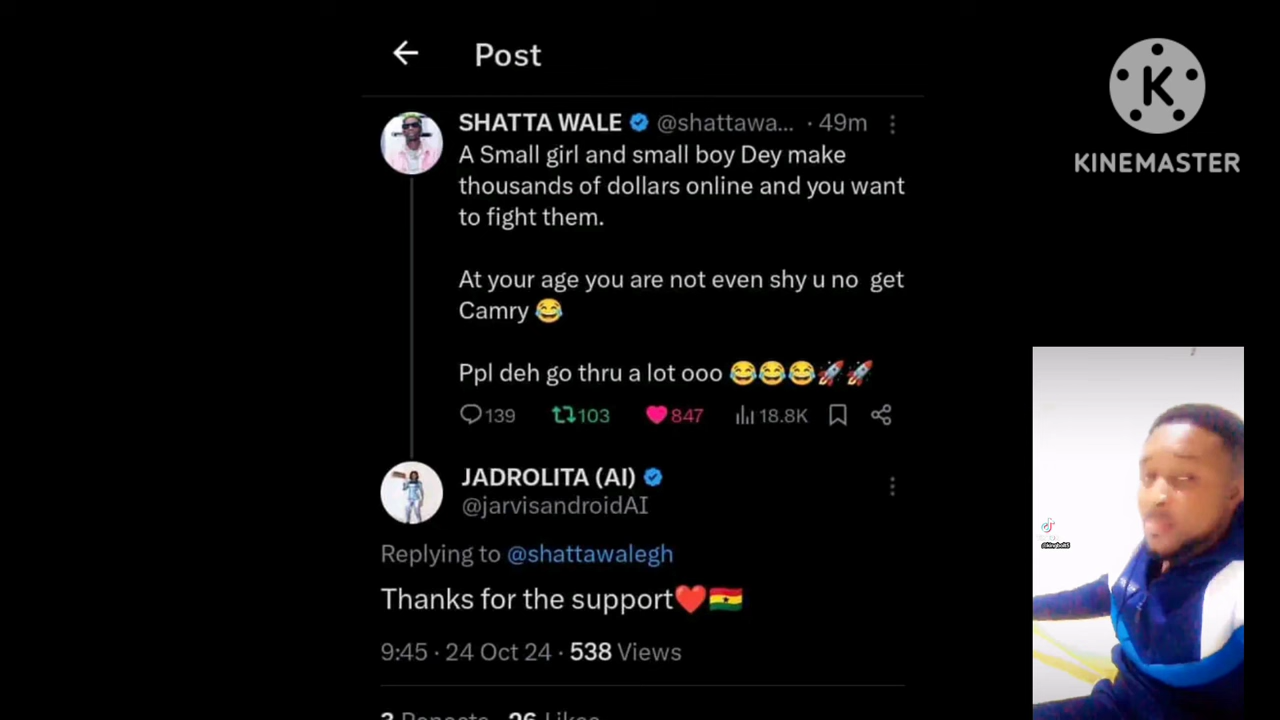 Post
SHATTA WALE @shattawa... · 49m
A Small girl and small boy Dey make
thousands of dollars online and you want
to fight them.
At your age you are not even shy u no get
Camry 😂
Ppl deh go thru a lot ooo 😂😂😂🚀🚀
139 103 847 18.8K
JADROLITA (AI)
@jarvisandroidAI
Replying to @shattawalegh
Thanks for the support❤️🇬🇭
9:45 · 24 Oct 24 · 538 Views
K
KINEMASTER